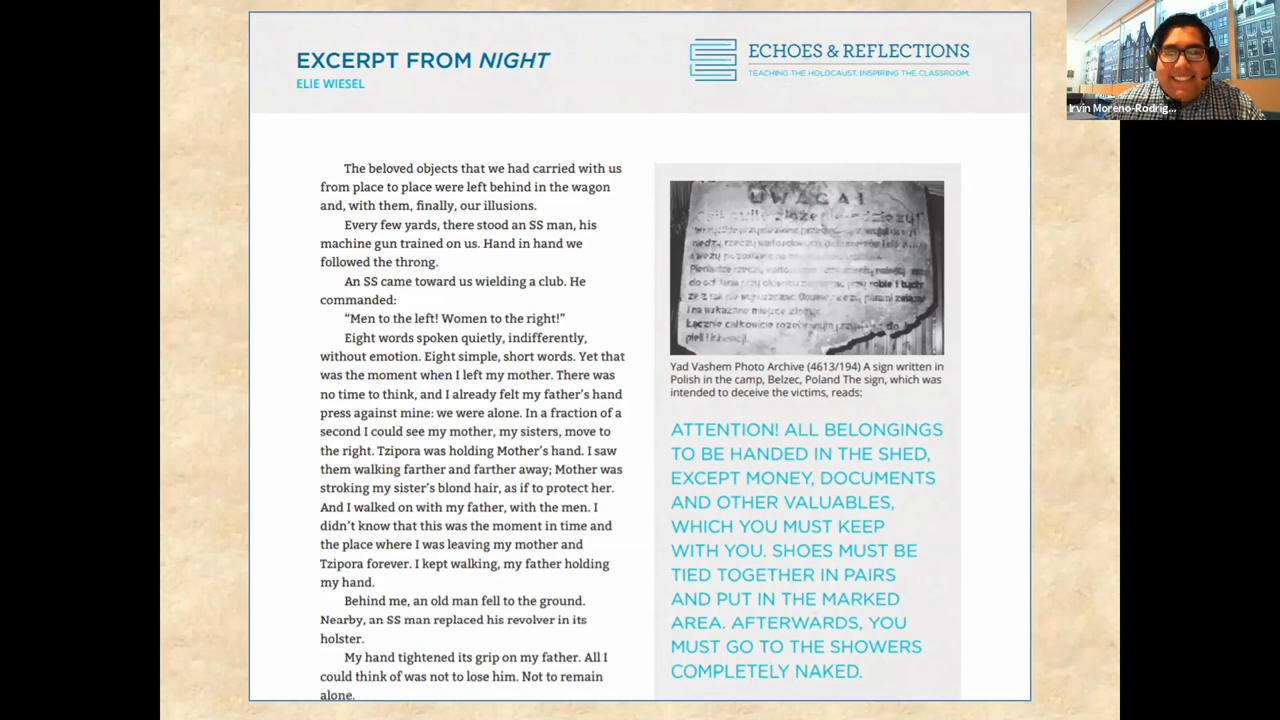 EXCERPT FROM NIGHT
ELIE WIESEL
ECHOES & REFLECTIONS
TEACHING THE HOLOCAUST. INSPIRING THE CLASSROOM.
Irvin Moreno-Rodrig...
The beloved objects that we had carried with us
from place to place were left behind in the wagon
and, with them, finally, our illusions.
Every few yards, there stood an SS man, his
machine gun trained on us. Hand in hand we
followed the throng.
An SS came toward us wielding a club. He
commanded:
“Men to the left! Women to the right!”
Eight words spoken quietly, indifferently,
without emotion. Eight simple, short words. Yet that
was the moment when I left my mother. There was
no time to think, and I already felt my father’s hand
press against mine: we were alone. In a fraction of a
second I could see my mother, my sisters, move to
the right. Tzipora was holding Mother’s hand. I saw
them walking farther and farther away; Mother was
stroking my sister’s blond hair, as if to protect her.
And I walked on with my father, with the men. I
didn’t know that this was the moment in time and
the place where I was leaving my mother and
Tzipora forever. I kept walking, my father holding
my hand.
Behind me, an old man fell to the ground.
Nearby, an SS man replaced his revolver in its
holster.
My hand tightened its grip on my father. All I
could think of was not to lose him. Not to remain
alone.
UWAGA!
Pieniądze
i na wskazane miejsce
Łącznie całkowicie
Yad Vashem Photo Archive (4613/194) A sign written in
Polish in the camp, Belzec, Poland The sign, which was
intended to deceive the victims, reads:
ATTENTION! ALL BELONGINGS
TO BE HANDED IN THE SHED,
EXCEPT MONEY, DOCUMENTS
AND OTHER VALUABLES,
WHICH YOU MUST KEEP
WITH YOU. SHOES MUST BE
TIED TOGETHER IN PAIRS
AND PUT IN THE MARKED
AREA. AFTERWARDS, YOU
MUST GO TO THE SHOWERS
COMPLETELY NAKED.